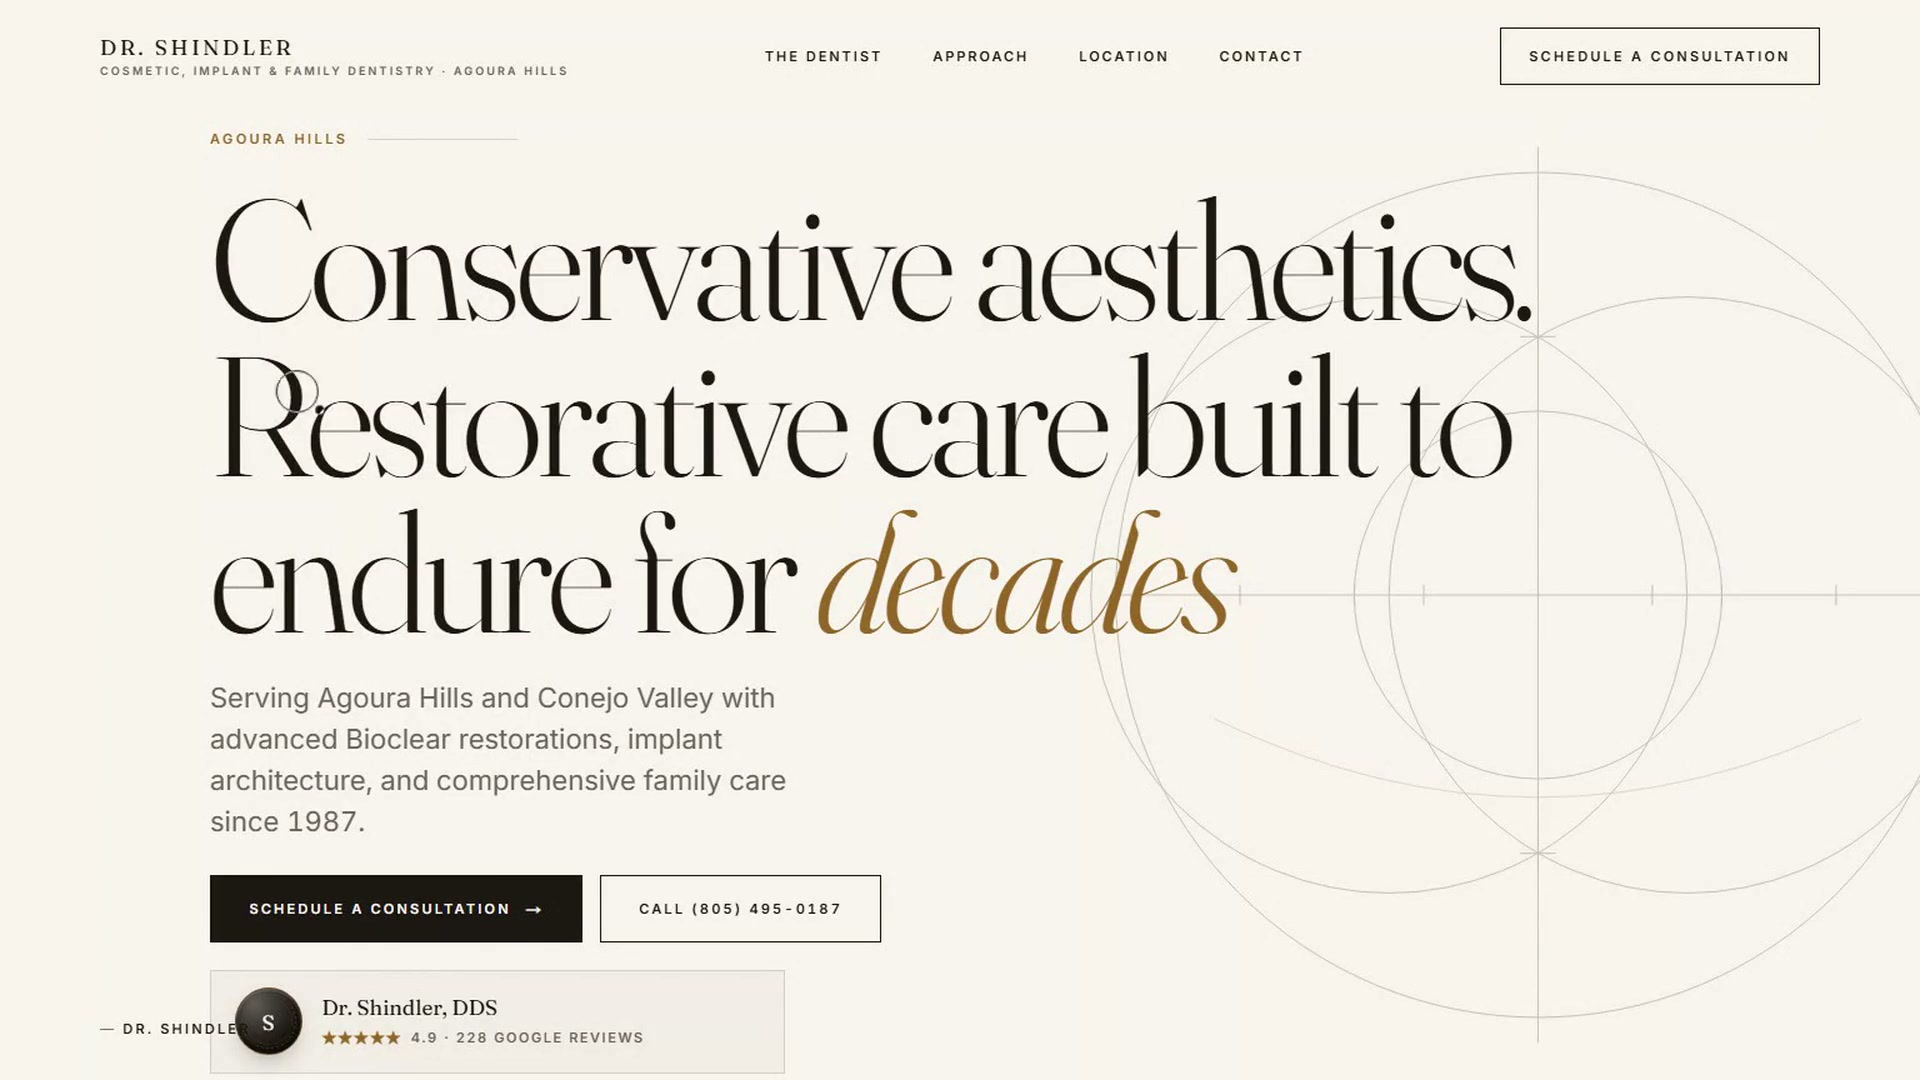 DR. SHINDLER
COSMETIC, IMPLANT & FAMILY DENTISTRY · AGOURA HILLS
THE DENTIST
APPROACH
LOCATION
CONTACT
SCHEDULE A CONSULTATION
AGOURA HILLS
Conservative aesthetics.
Restorative care built to
endure for decades
Serving Agoura Hills and Conejo Valley with
advanced Bioclear restorations, implant
architecture, and comprehensive family care
since 1987.
SCHEDULE A CONSULTATION →
CALL (805) 495-0187
S
Dr. Shindler, DDS
★★★★★ 4.9 · 228 GOOGLE REVIEWS
— DR. SHINDLER